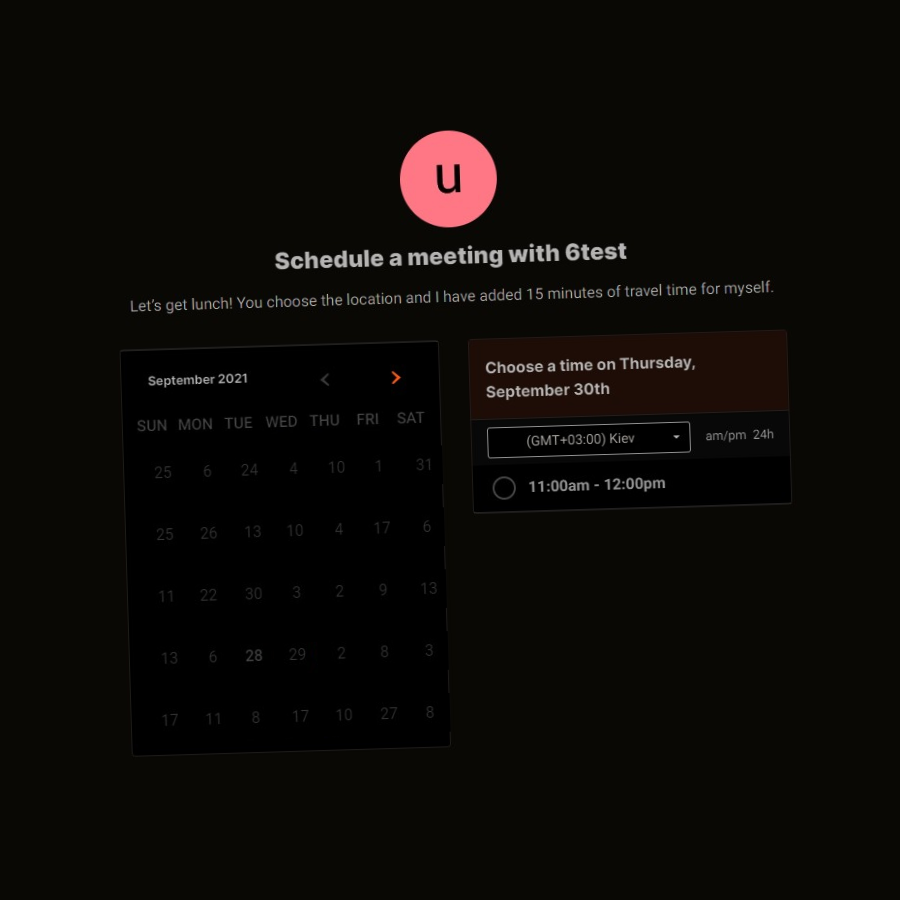 u
Schedule a meeting with 6test
Let's get lunch! You choose the location and I have added 15 minutes of travel time for myself.
September 2021
SUN MON TUE WED THU FRI SAT
25 6 24 4 10 1 31
25 26 13 10 4 17 6
11 22 30 3 2 9 13
13 6 28 29 2 8 3
17 11 8 17 10 27 8
Choose a time on Thursday,
September 30th
(GMT+03:00) Kiev
am/pm 24h
11:00am - 12:00pm